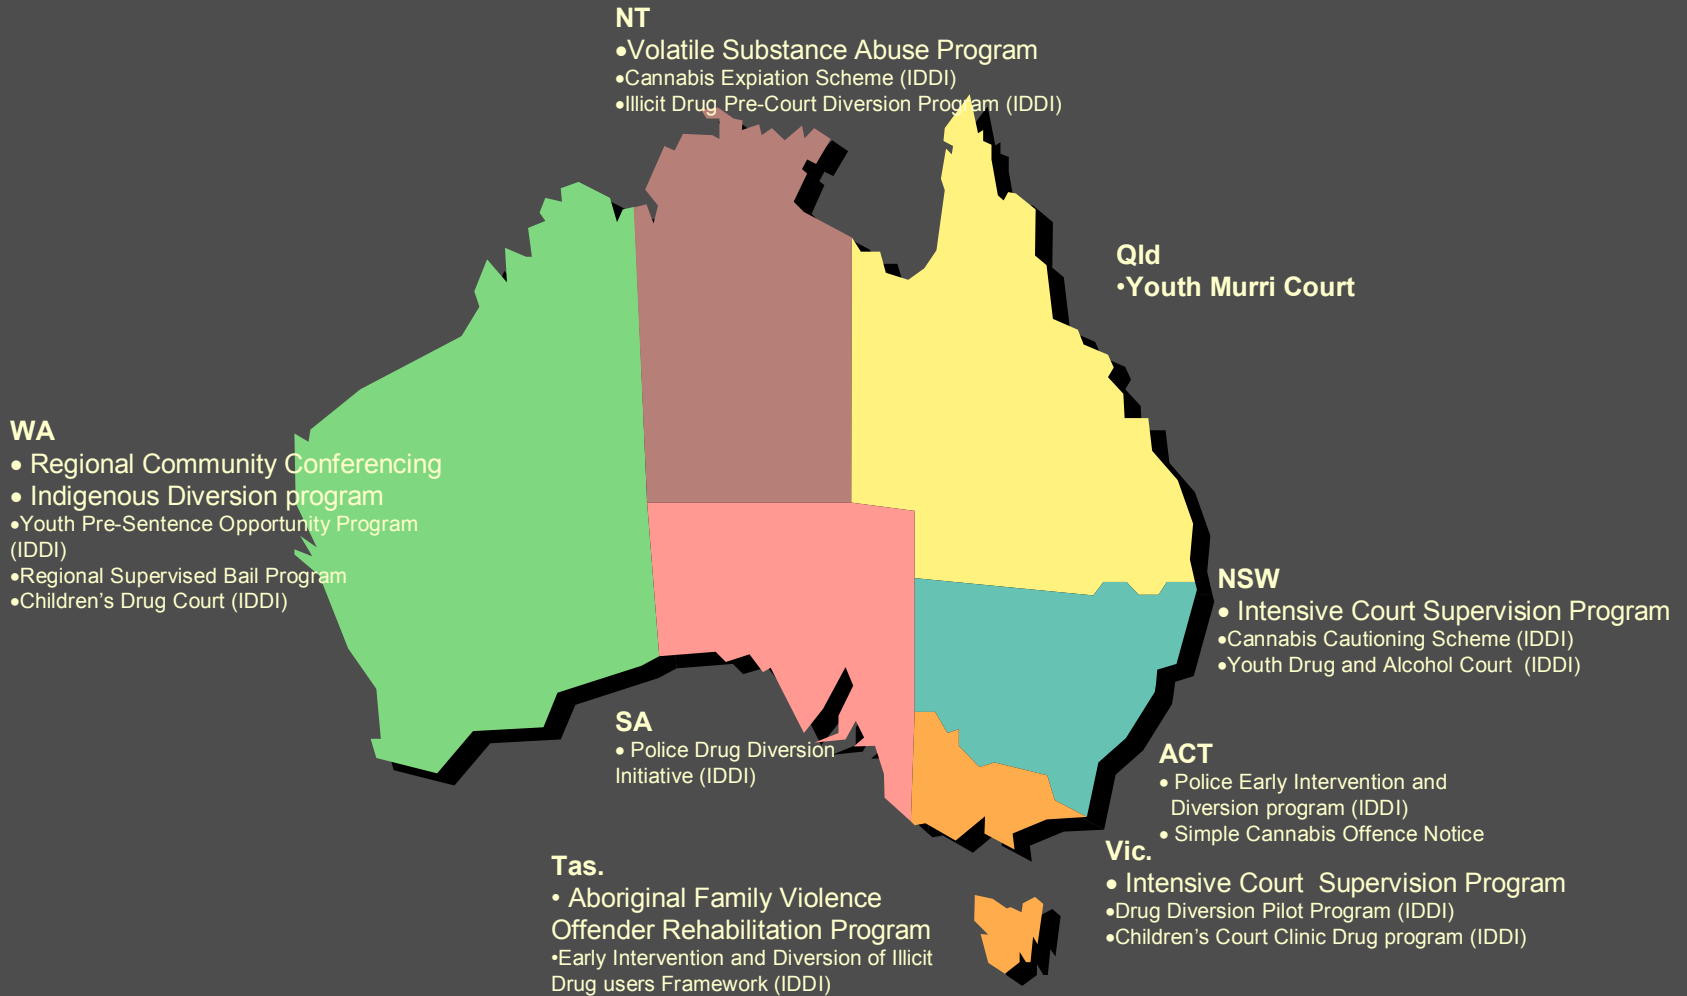 NT
•Volatile Substance Abuse Program
•Cannabis Expiation Scheme (IDDI)
•Illicit Drug Pre-Court Diversion Program (IDDI)
Qld
•Youth Murri Court
WA
• Regional Community Conferencing
• Indigenous Diversion program
•Youth Pre-Sentence Opportunity Program
(IDDI)
•Regional Supervised Bail Program
•Children’s Drug Court (IDDI)
NSW
• Intensive Court Supervision Program
•Cannabis Cautioning Scheme (IDDI)
•Youth Drug and Alcohol Court  (IDDI)
SA
• Police Drug Diversion
Initiative (IDDI)
ACT
• Police Early Intervention and
Diversion program (IDDI)
• Simple Cannabis Offence Notice
Vic.
• Intensive Court  Supervision Program
•Drug Diversion Pilot Program (IDDI)
•Children’s Court Clinic Drug program (IDDI)
Tas.
• Aboriginal Family Violence
Offender Rehabilitation Program
•Early Intervention and Diversion of Illicit
Drug users Framework (IDDI)